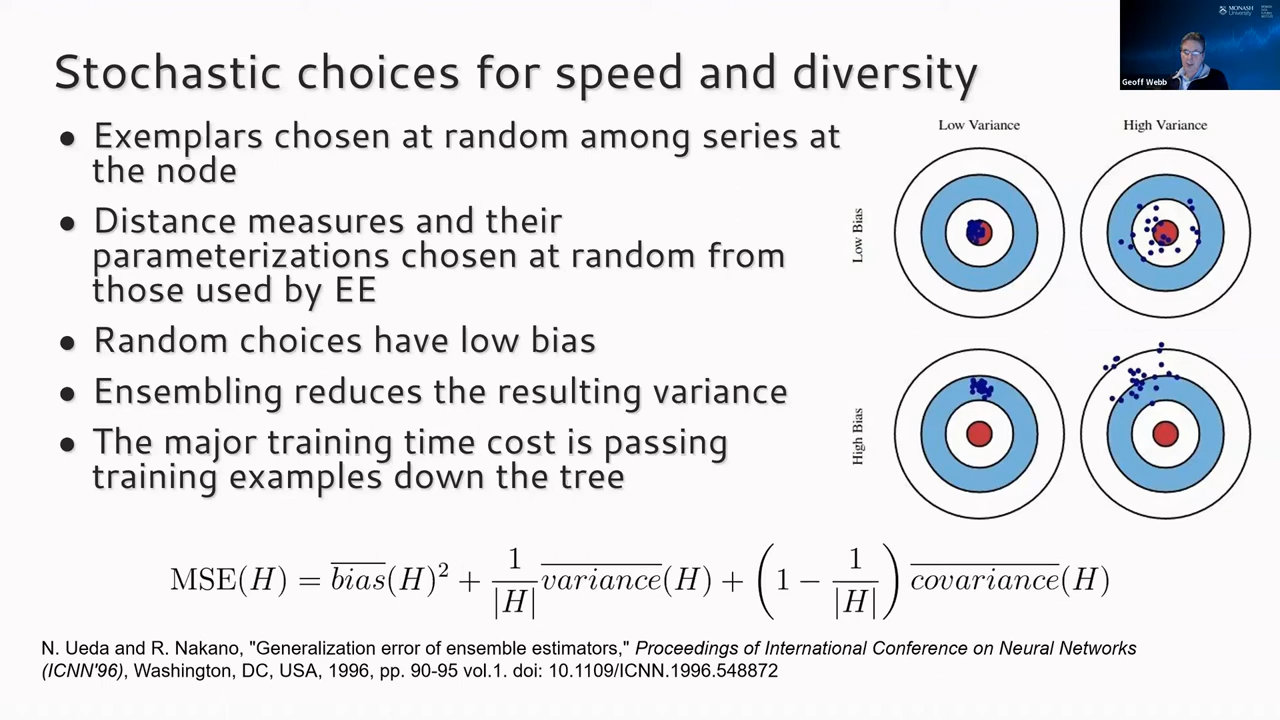 Stochastic choices for speed and diversity
MONASH
University
Geoff Webb
• Exemplars chosen at random among series at
the node
• Distance measures and their
parameterizations chosen at random from
those used by EE
• Random choices have low bias
• Ensembling reduces the resulting variance
• The major training time cost is passing
training examples down the tree
Low Variance
High Variance
Low Bias
High Bias
MSE(H) = \overline{bias}(H)² + \frac{1}{|H|}\overline{variance}(H) + (1 − \frac{1}{|H|}) \overline{covariance}(H)
N. Ueda and R. Nakano, "Generalization error of ensemble estimators," Proceedings of International Conference on Neural Networks
(ICNN'96), Washington, DC, USA, 1996, pp. 90-95 vol.1. doi: 10.1109/ICNN.1996.548872